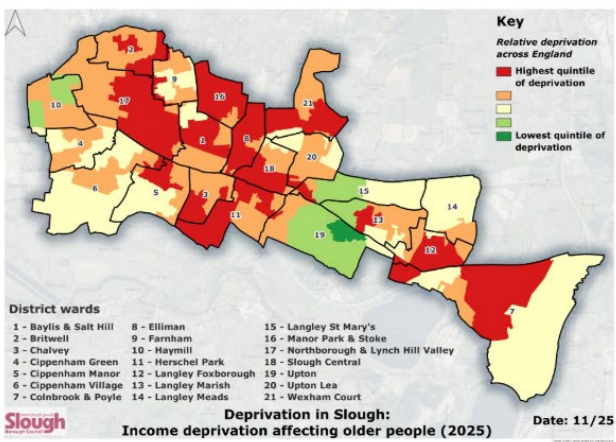 Key
Relative deprivation
across England
Highest quintile
of deprivation
Lowest quintile of
deprivation
2
9
10
17
16
21
4
1
8
20
18
6
5
3
15
14
11
13
19
12
7
District wards
1 - Baylis & Salt Hill
2 - Britwell
3 - Chalvey
4 - Cippenham Green
5 - Cippenham Manor
6 - Cippenham Village
7 - Colnbrook & Poyle
8 - Elliman
9 - Farnham
10 - Haymill
11 - Herschel Park
12 - Langley Foxborough
13 - Langley Marish
14 - Langley Meads
15 - Langley St Mary's
16 - Manor Park & Stoke
17 - Northborough & Lynch Hill Valley
18 - Slough Central
19 - Upton
20 - Upton Lea
21 - Wexham Court
Slough
Borough Council
Deprivation in Slough:
Income deprivation affecting older people (2025)
Date: 11/25